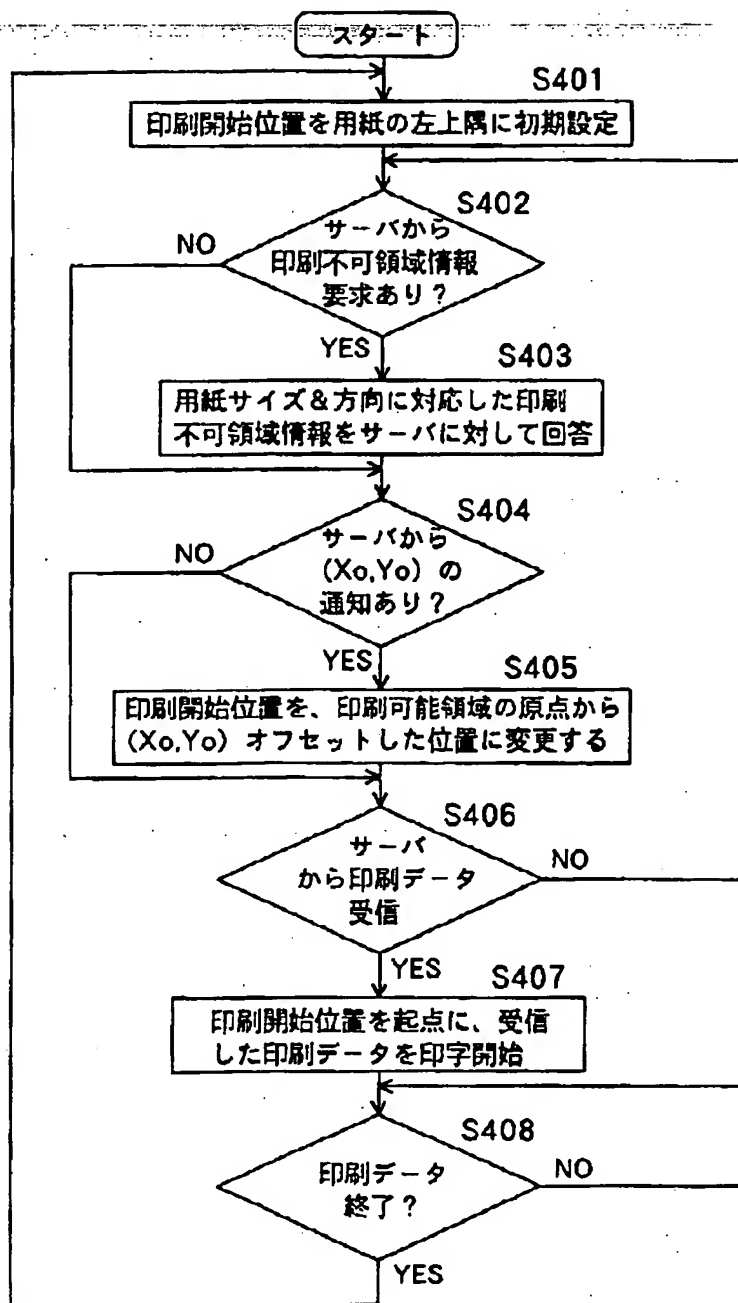 スタート
S401
印刷開始位置を用紙の左上隅に初期設定
S402
サーバから
NO
印刷不可領域情報
要求あり？
YES
S403
用紙サイズ＆方向に対応した印刷
不可領域情報をサーバに対して回答
S404
サーバから
NO
(Xo,Yo) の
通知あり？
YES
S405
印刷開始位置を、印刷可能領域の原点から
(Xo,Yo) オフセットした位置に変更する
S406
サーバ
NO
から印刷データ
受信
YES
S407
印刷開始位置を起点に、受信
した印刷データを印字開始
S408
印刷データ
NO
終了？
YES